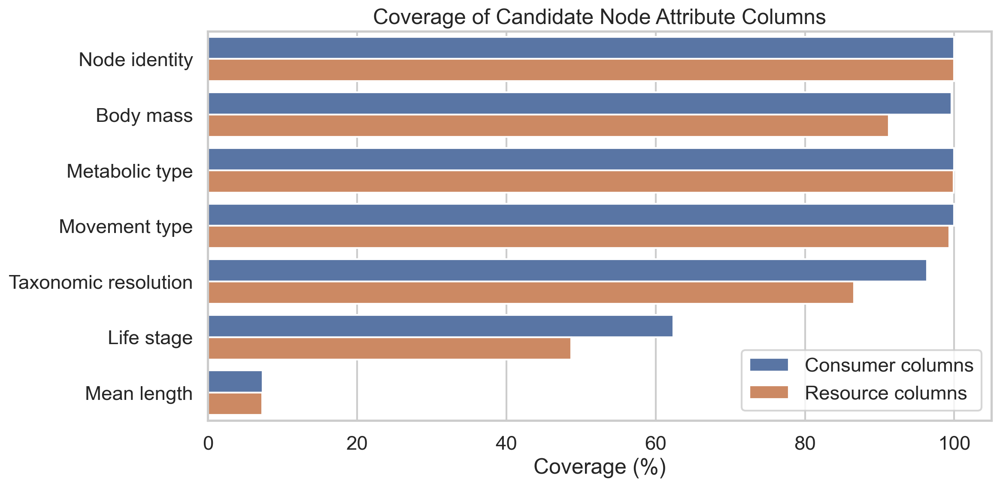 Coverage of Candidate Node Attribute Columns
Node identity
Body mass
Metabolic type
Movement type
Taxonomic resolution
Life stage
Mean length
Consumer columns
Resource columns
0 20 40 60 80 100
Coverage (%)